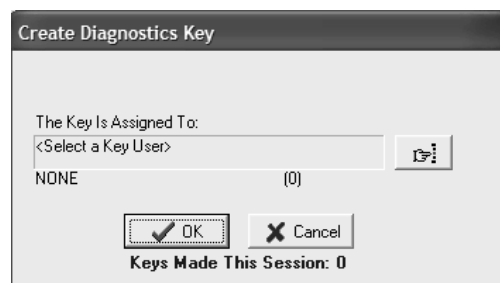 Create Diagnostics Key
The Key Is Assigned To:
<Select a Key User>
NONE (0)
OK Cancel
Keys Made This Session: 0